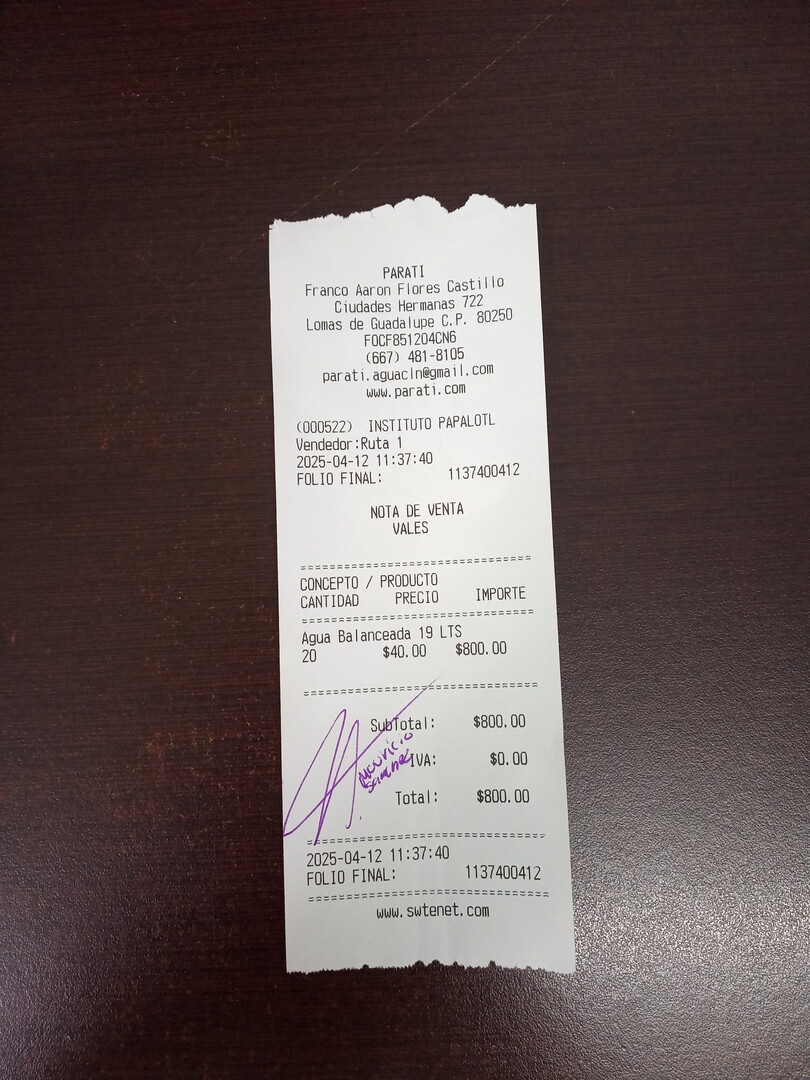 PARATI
Franco Aaron Flores Castillo
Ciudades Hermanas 722
Lomas de Guadalupe C.P. 80250
FOCF851204CN6
(667) 481-8105
parati.aguacln@gmail.com
www.parati.com
(000522) INSTITUTO PAPALOTL
Vendedor:Ruta 1
2025-04-12 11:37:40
FOLIO FINAL: 1137400412
NOTA DE VENTA
VALES
================================
CONCEPTO / PRODUCTO
CANTIDAD PRECIO IMPORTE
================================
Agua Balanceada 19 LTS
20 $40.00 $800.00
================================
SubTotal: $800.00
Mauricio
Sanchez
IVA: $0.00
Total: $800.00
================================
2025-04-12 11:37:40
FOLIO FINAL: 1137400412
================================
www.swtenet.com